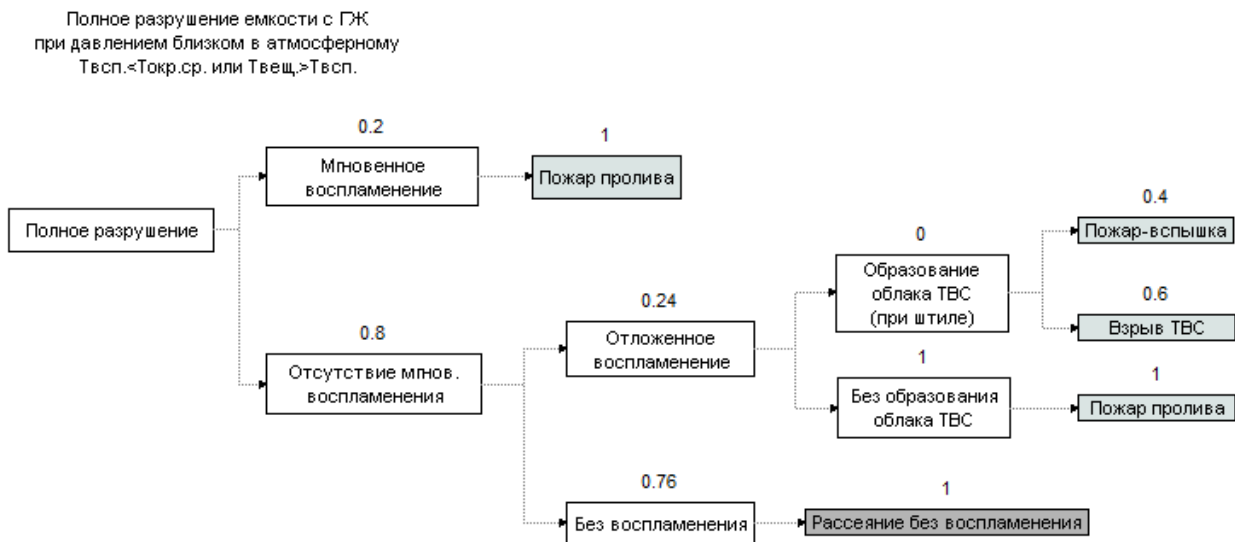 Полное разрушение емкости с ГЖ
при давлением близком в атмосферному
Твсп.<Токр.ср. или Твещ.>Твсп.
0.2
Мгновенное
воспламенение
1
Пожар пролива
Полное разрушение
0.8
Отсутствие мгнов.
воспламенения
0.24
Отложенное
воспламенение
0
Образование
облака ТВС
(при штиле)
0.4
Пожар-вспышка
0.6
Взрыв ТВС
1
Без образования
облака ТВС
1
Пожар пролива
0.76
Без воспламенения
1
Рассеяние без воспламенения